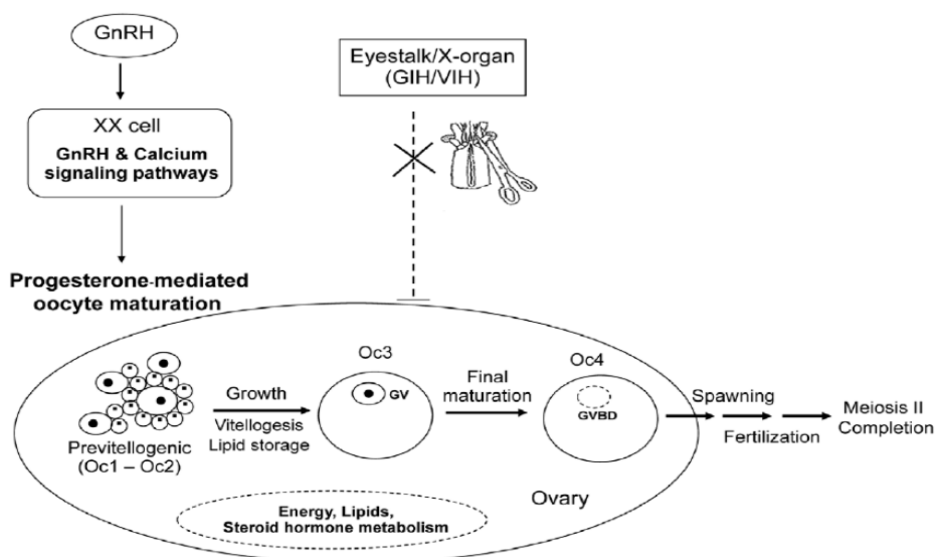 GnRH
XX cell
GnRH & Calcium
signaling pathways
Progesterone-mediated
oocyte maturation
Eyestalk/X-organ
(GIH/VIH)
Previtellogenic
(Oc1 – Oc2)
Growth
Vitellogesis
Lipid storage
Oc3
GV
Final
maturation
Oc4
GVBD
Spawning
Fertilization
Meiosis II
Completion
Ovary
Energy, Lipids,
Steroid hormone metabolism